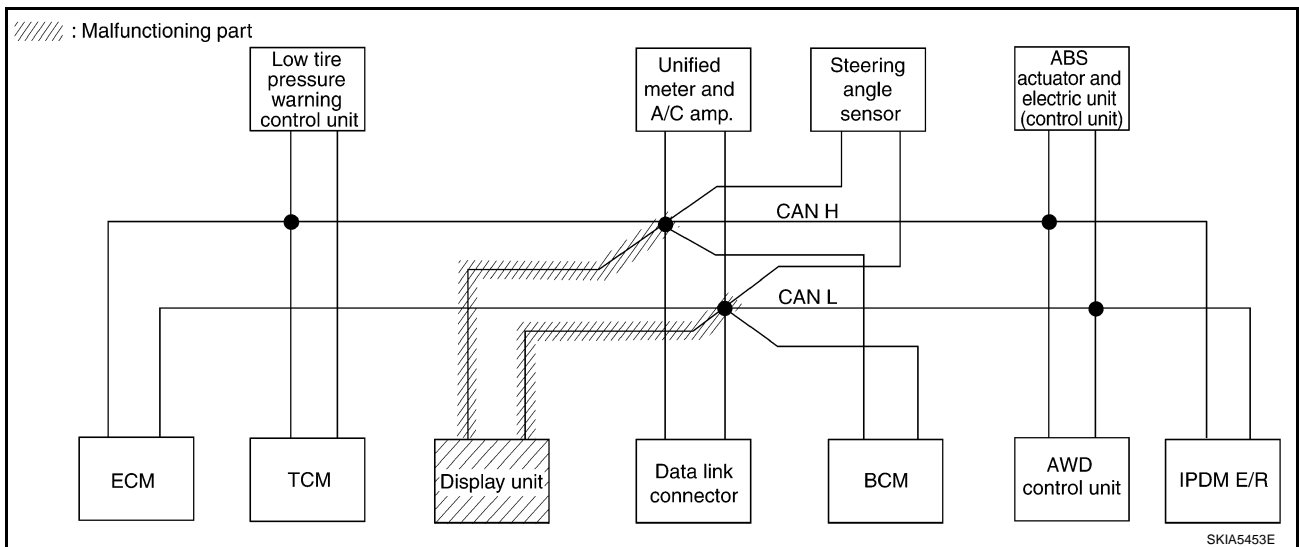 : Malfunctioning part
Low tire
pressure
warning
control unit
Unified
meter and
A/C amp.
Steering
angle
sensor
ABS
actuator and
electric unit
(control unit)
CAN H
CAN L
ECM
TCM
Display unit
Data link
connector
BCM
AWD
control unit
IPDM E/R
SKIA5453E